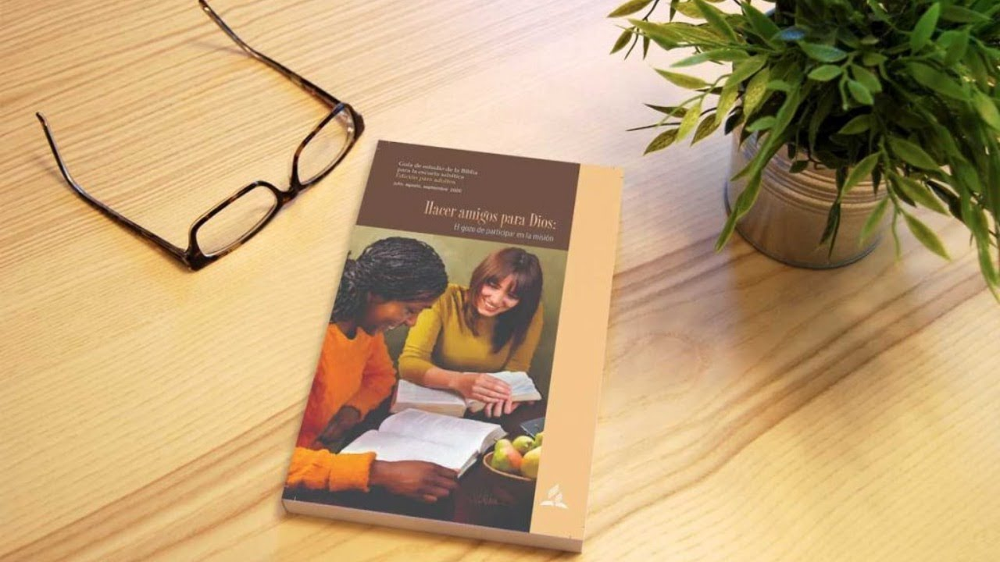 Guía de estudio de la Biblia
para la escuela sabática
Edición para adultos
julio, agosto, septiembre 2020
Hacer amigos para Dios:
El gozo de participar en la misión